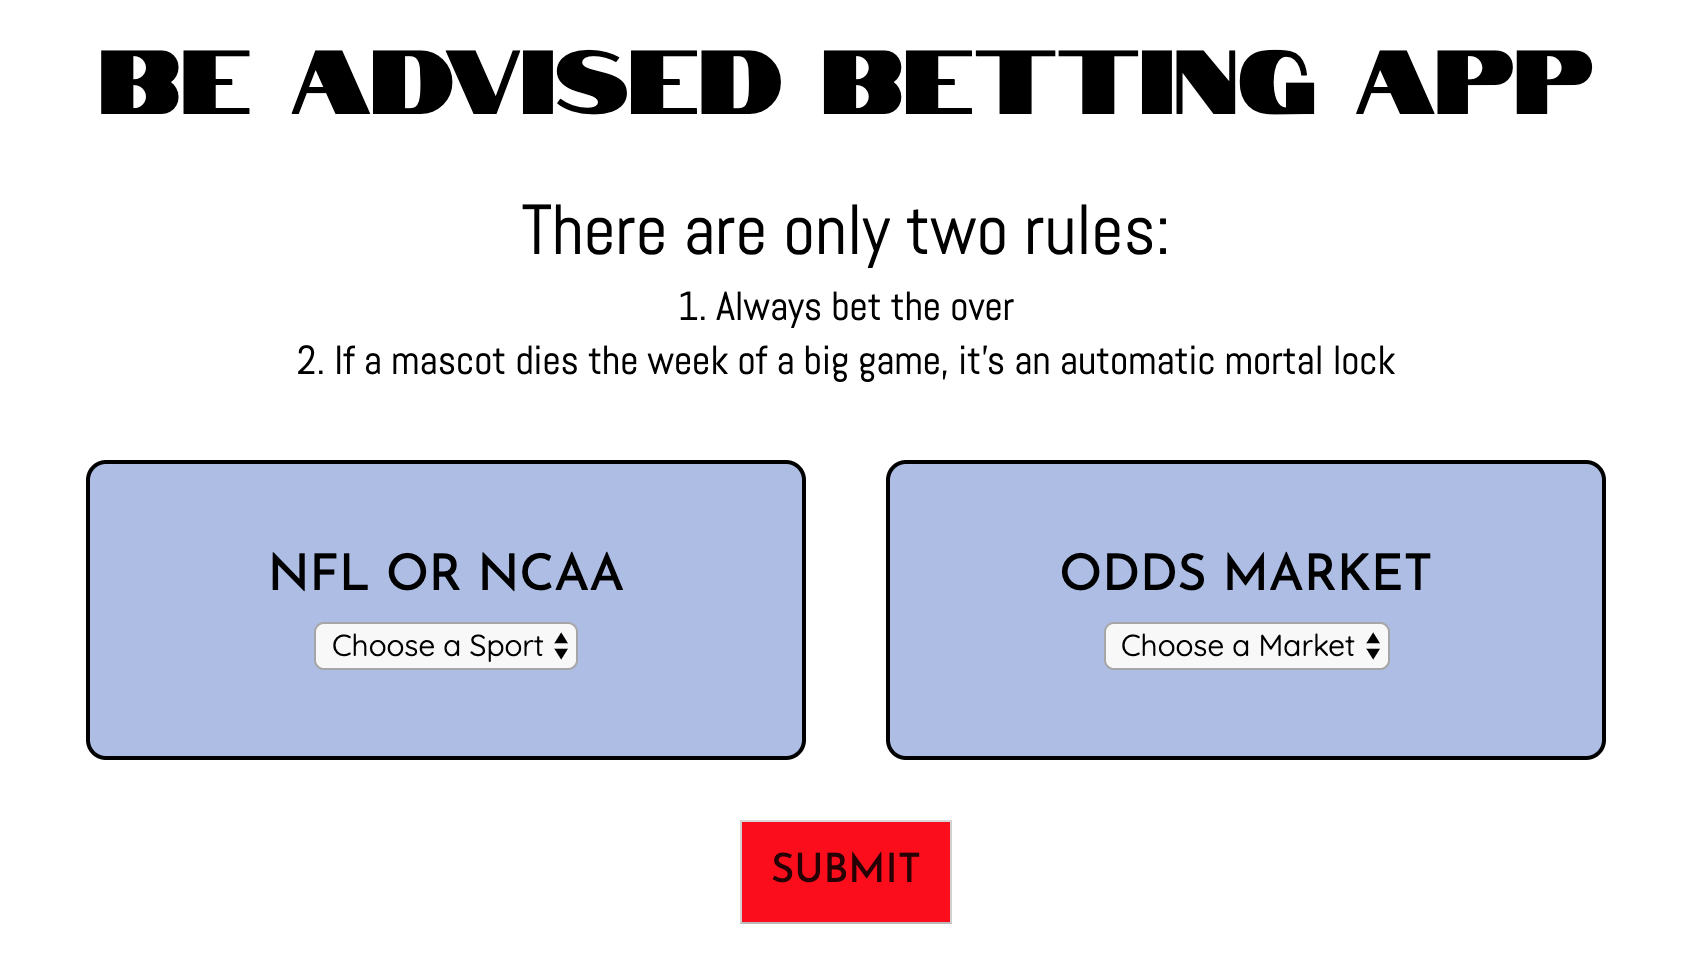 BE ADVISED BETTING APP
There are only two rules:
1. Always bet the over
2. If a mascot dies the week of a big game, it's an automatic mortal lock
NFL OR NCAA
Choose a Sport
ODDS MARKET
Choose a Market
SUBMIT